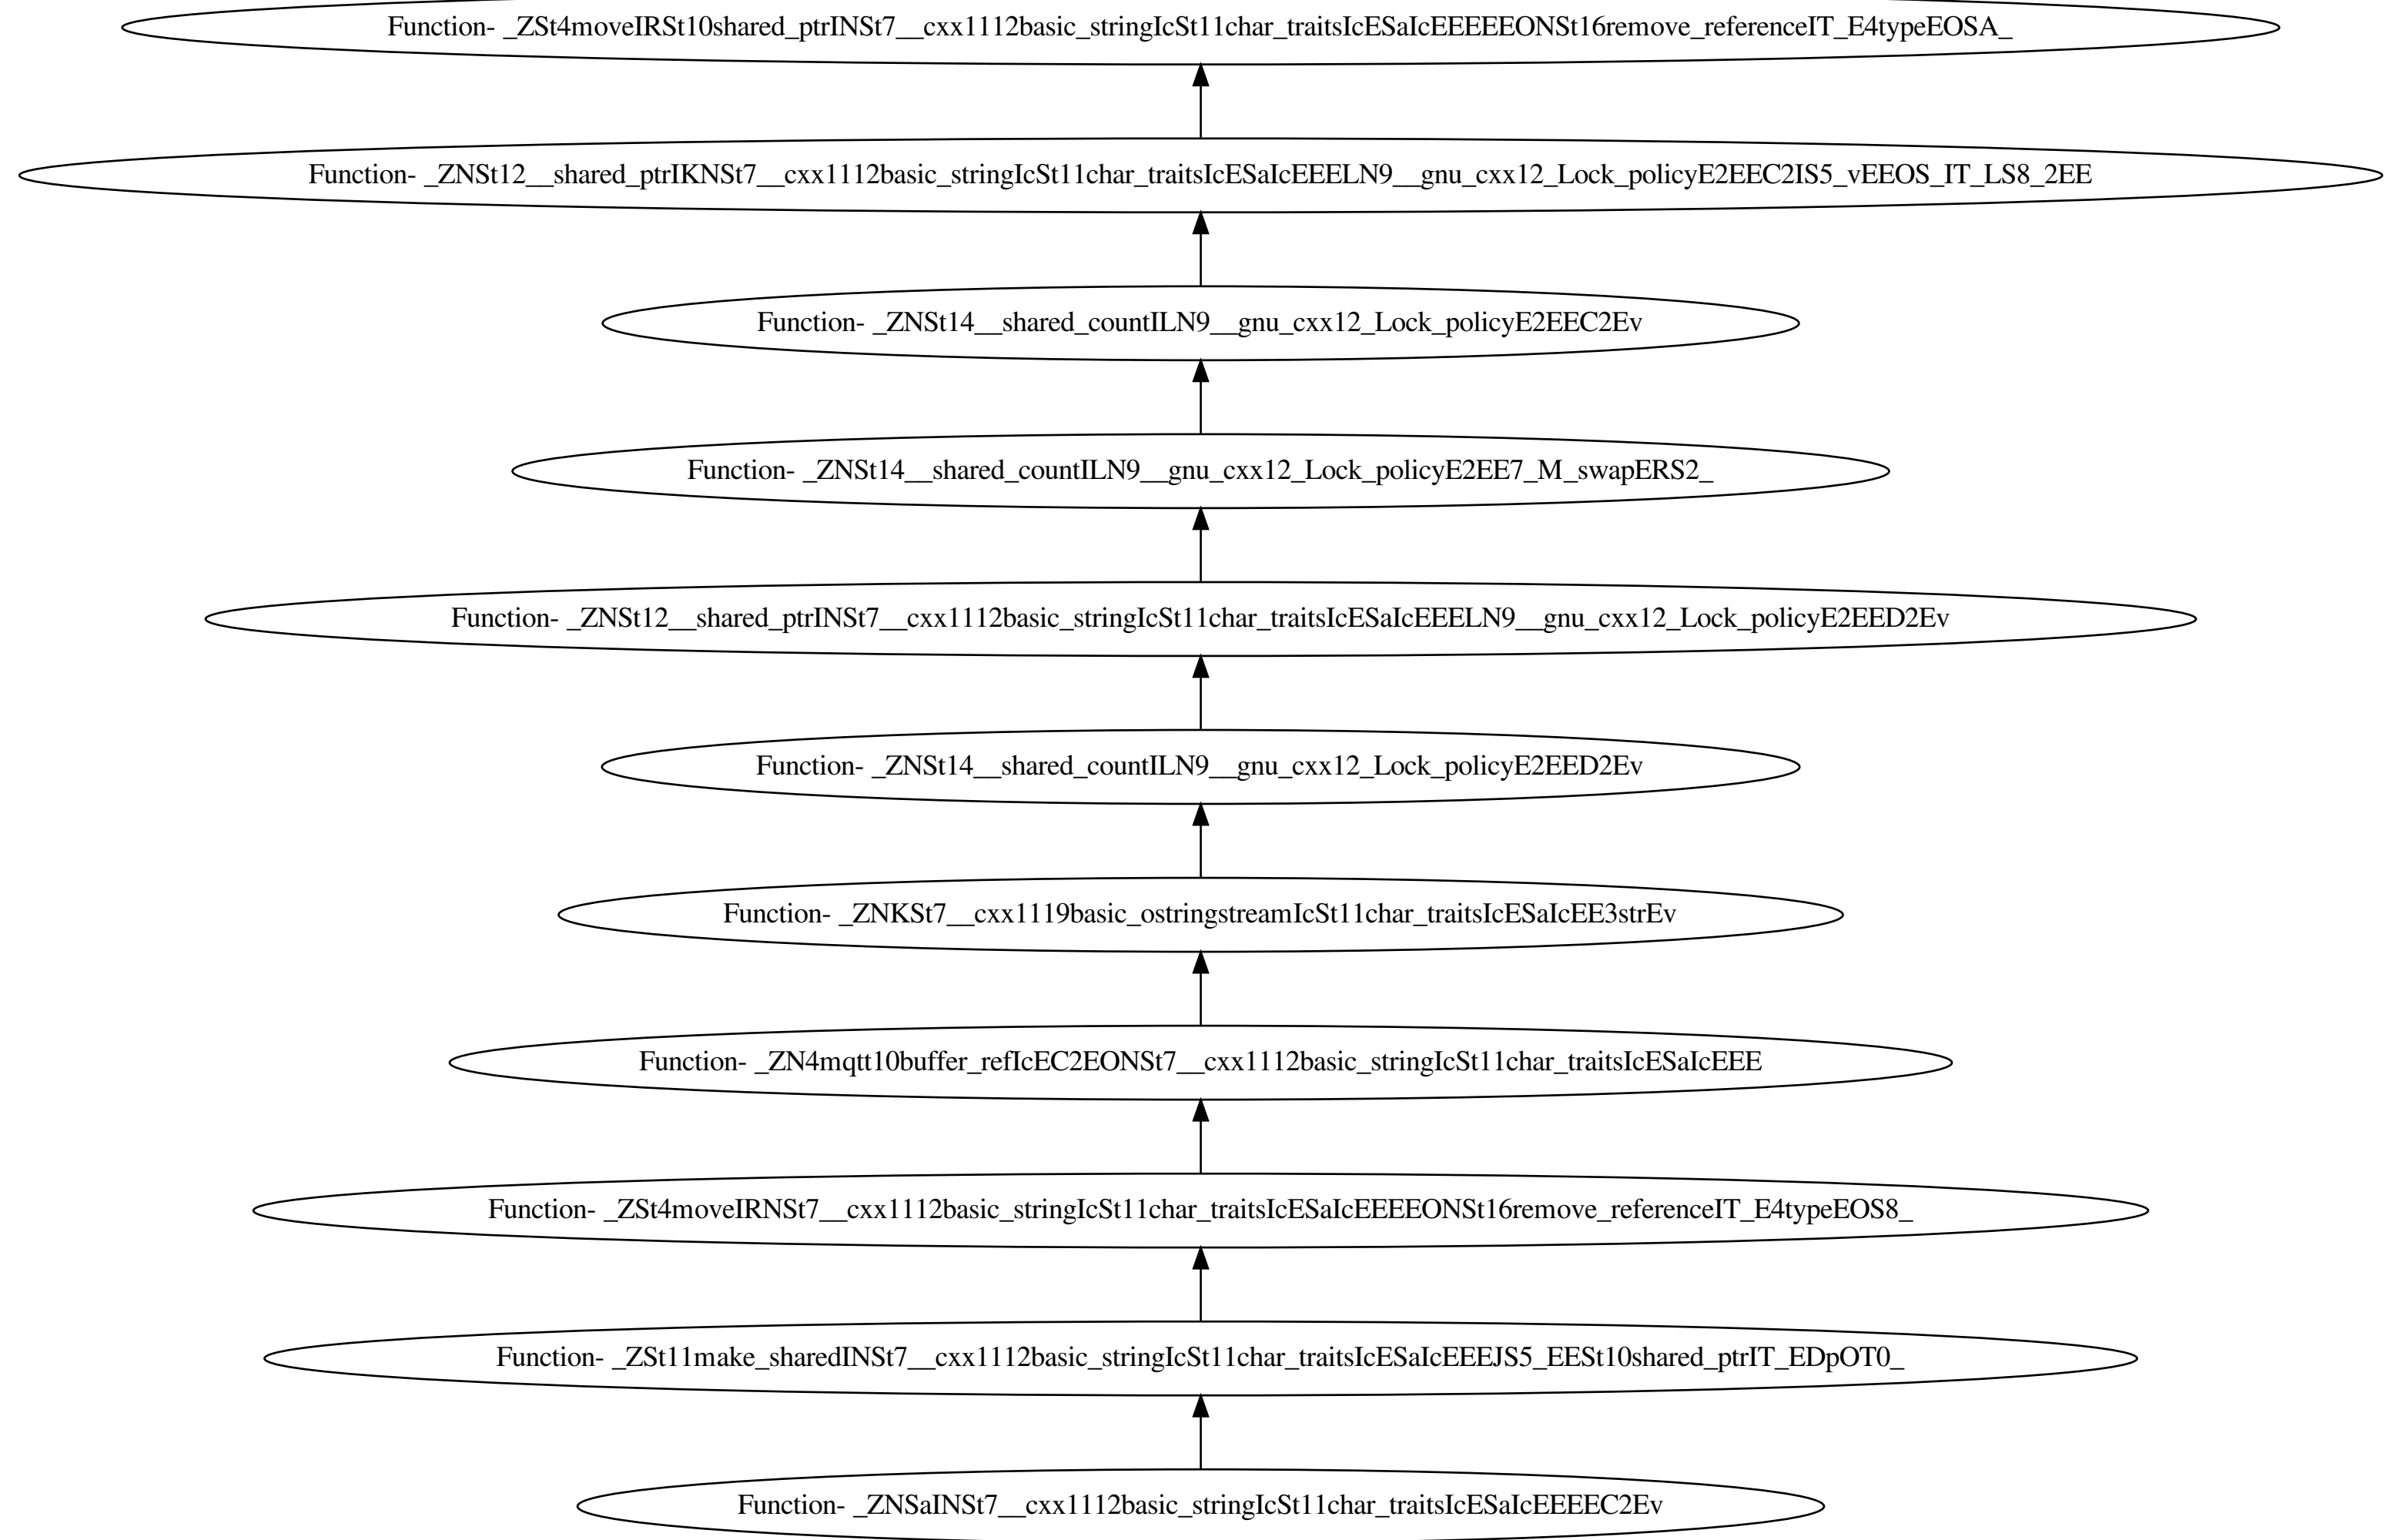 Function- _ZSt4moveIRSt10shared_ptrINSt7__cxx1112basic_stringIcSt11char_traitsIcESaIcEEEEEONSt16remove_referenceIT_E4typeEOSA_
Function- _ZNSt12__shared_ptrIKNSt7__cxx1112basic_stringIcSt11char_traitsIcESaIcEEELN9__gnu_cxx12_Lock_policyE2EEC2IS5_vEEOS_IT_LS8_2EE
Function- _ZNSt14__shared_countILN9__gnu_cxx12_Lock_policyE2EEC2Ev
Function- _ZNSt14__shared_countILN9__gnu_cxx12_Lock_policyE2EE7_M_swapERS2_
Function- _ZNSt12__shared_ptrINSt7__cxx1112basic_stringIcSt11char_traitsIcESaIcEEELN9__gnu_cxx12_Lock_policyE2EED2Ev
Function- _ZNSt14__shared_countILN9__gnu_cxx12_Lock_policyE2EED2Ev
Function- _ZNKSt7__cxx1119basic_ostringstreamIcSt11char_traitsIcESaIcEE3strEv
Function- _ZN4mqtt10buffer_refIcEC2EONSt7__cxx1112basic_stringIcSt11char_traitsIcESaIcEEE
Function- _ZSt4moveIRNSt7__cxx1112basic_stringIcSt11char_traitsIcESaIcEEEEONSt16remove_referenceIT_E4typeEOS8_
Function- _ZSt11make_sharedINSt7__cxx1112basic_stringIcSt11char_traitsIcESaIcEEEJS5_EESt10shared_ptrIT_EDpOT0_
Function- _ZNSaINSt7__cxx1112basic_stringIcSt11char_traitsIcESaIcEEEEC2Ev